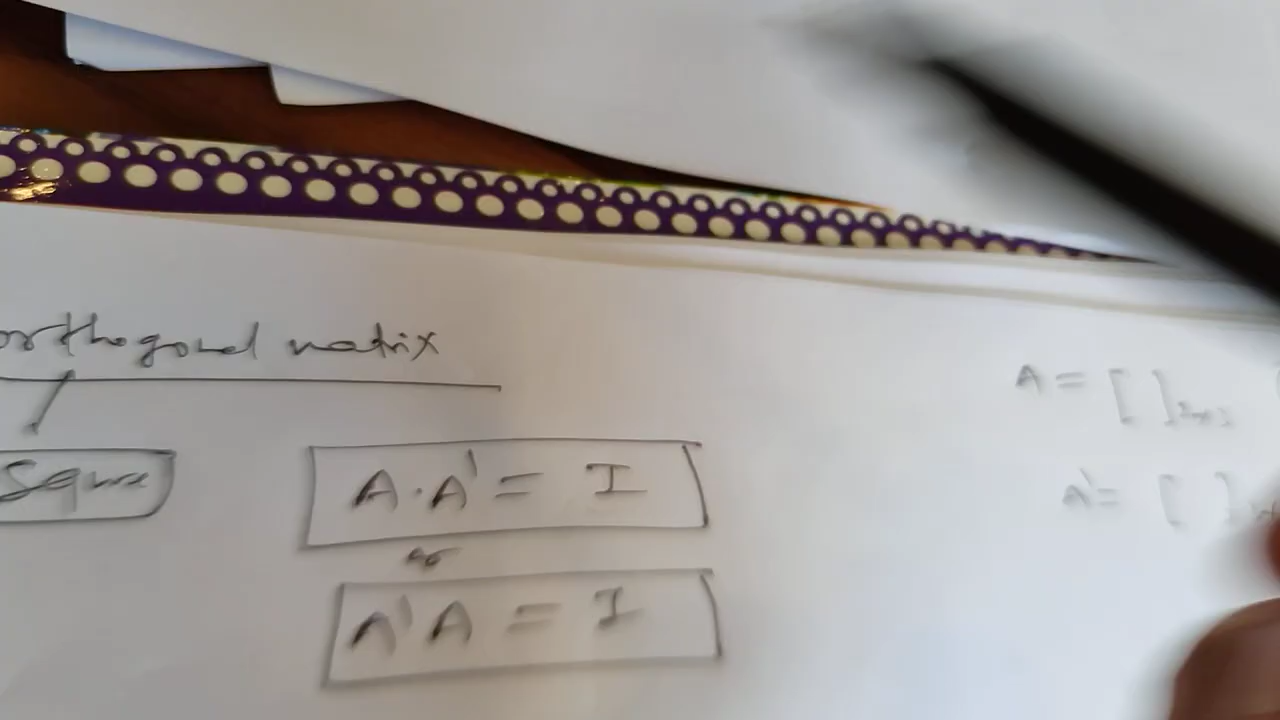 orthogonal matrix
Square
A·A' = I
or
A'A = I
A = [ ]
A' = [ ]